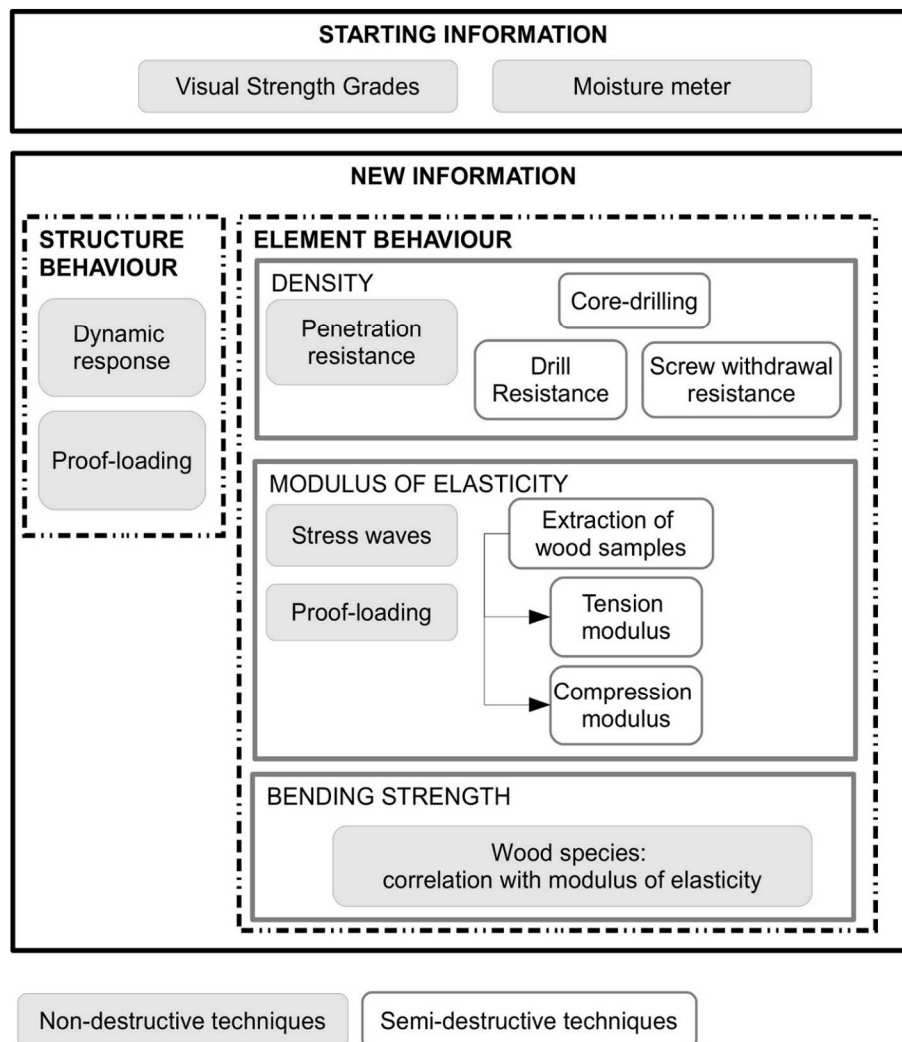 STARTING INFORMATION
Visual Strength Grades
Moisture meter
NEW INFORMATION
STRUCTURE
BEHAVIOUR
Dynamic
response
Proof-loading
ELEMENT BEHAVIOUR
DENSITY
Penetration
resistance
Core-drilling
Drill
Resistance
Screw withdrawal
resistance
MODULUS OF ELASTICITY
Stress waves
Proof-loading
Extraction of
wood samples
Tension
modulus
Compression
modulus
BENDING STRENGTH
Wood species:
correlation with modulus of elasticity
Non-destructive techniques
Semi-destructive techniques